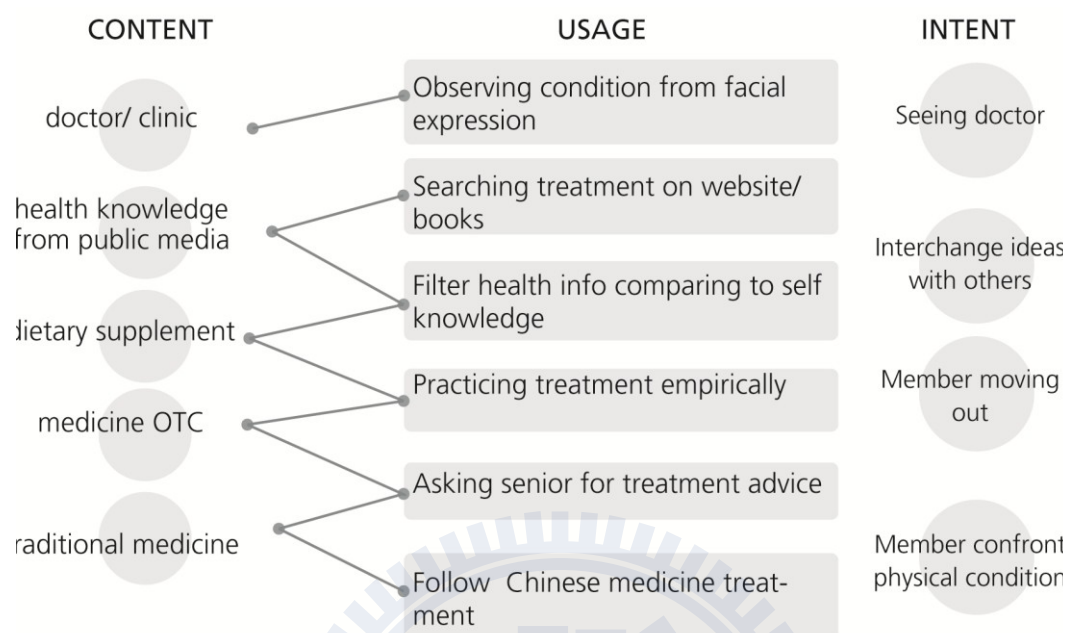 CONTENT
doctor/ clinic
health knowledge
from public media
dietary supplement
medicine OTC
raditional medicine
USAGE
Observing condition from facial
expression
Searching treatment on website/
books
Filter health info comparing to self
knowledge
Practicing treatment empirically
Asking senior for treatment advice
Follow Chinese medicine treat-
ment
INTENT
Seeing doctor
Interchange ideas
with others
Member moving
out
Member confront
physical condition